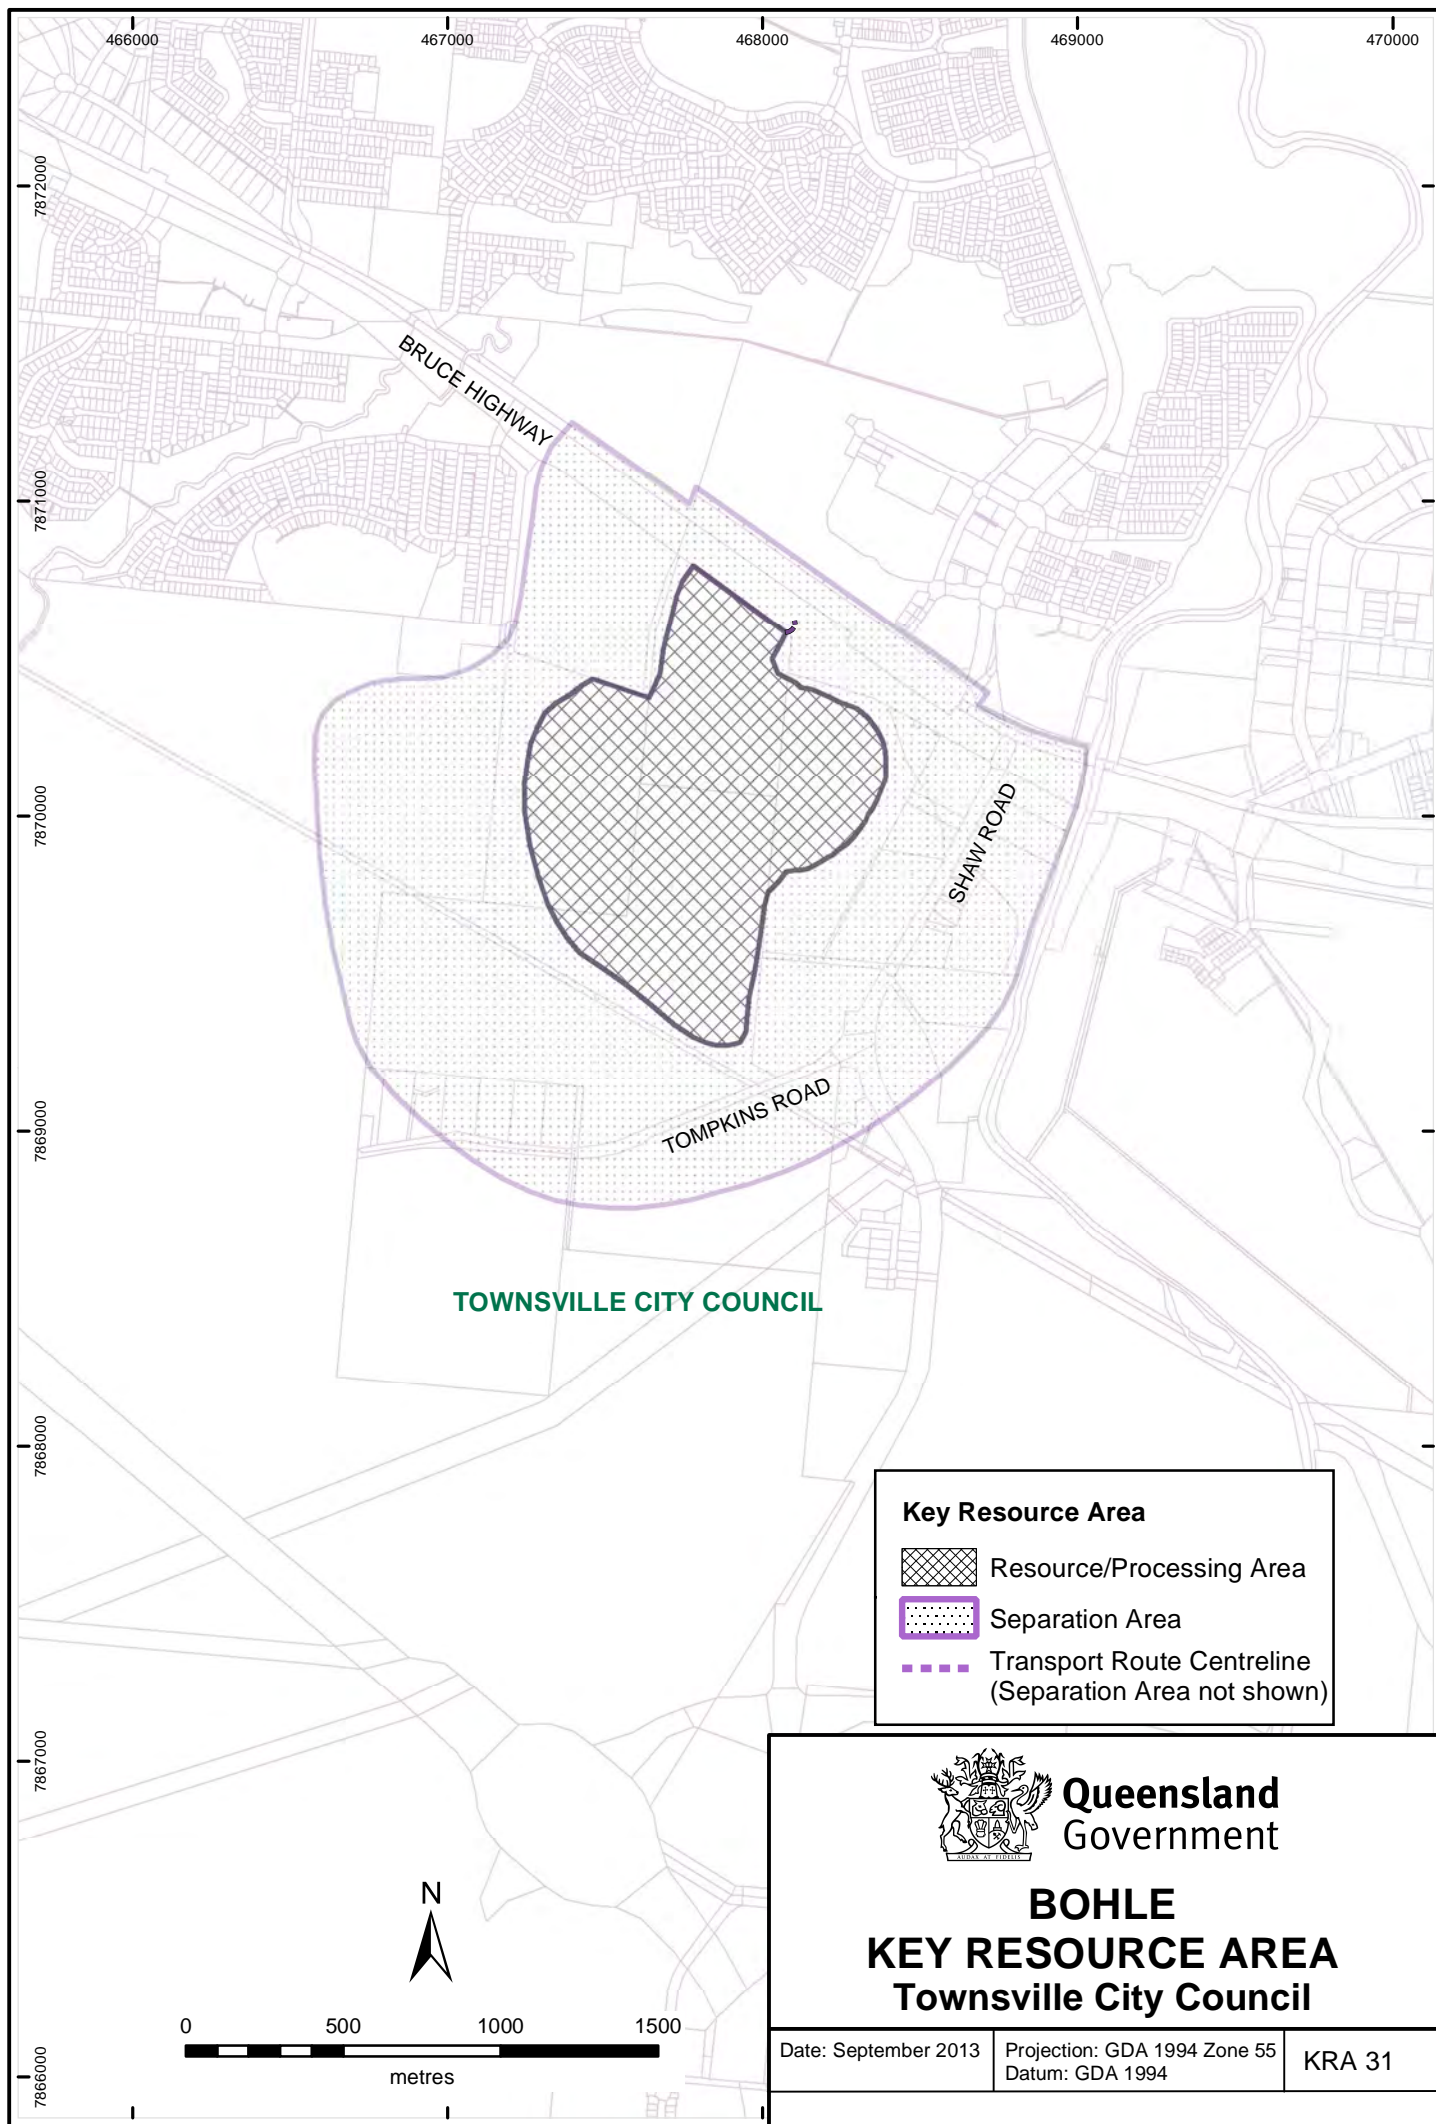 466000
467000
468000
469000
470000
7872000
7871000
7870000
7869000
7868000
7867000
7866000
BRUCE HIGHWAY
SHAW ROAD
TOMPKINS ROAD
TOWNSVILLE CITY COUNCIL
Key Resource Area
Resource/Processing Area
Separation Area
Transport Route Centreline
(Separation Area not shown)
AUDAX AT FIDELIS
Queensland
Government
BOHLE
KEY RESOURCE AREA
Townsville City Council
Date: September 2013
Projection: GDA 1994 Zone 55
Datum: GDA 1994
KRA 31
N
0 500 1000 1500
metres